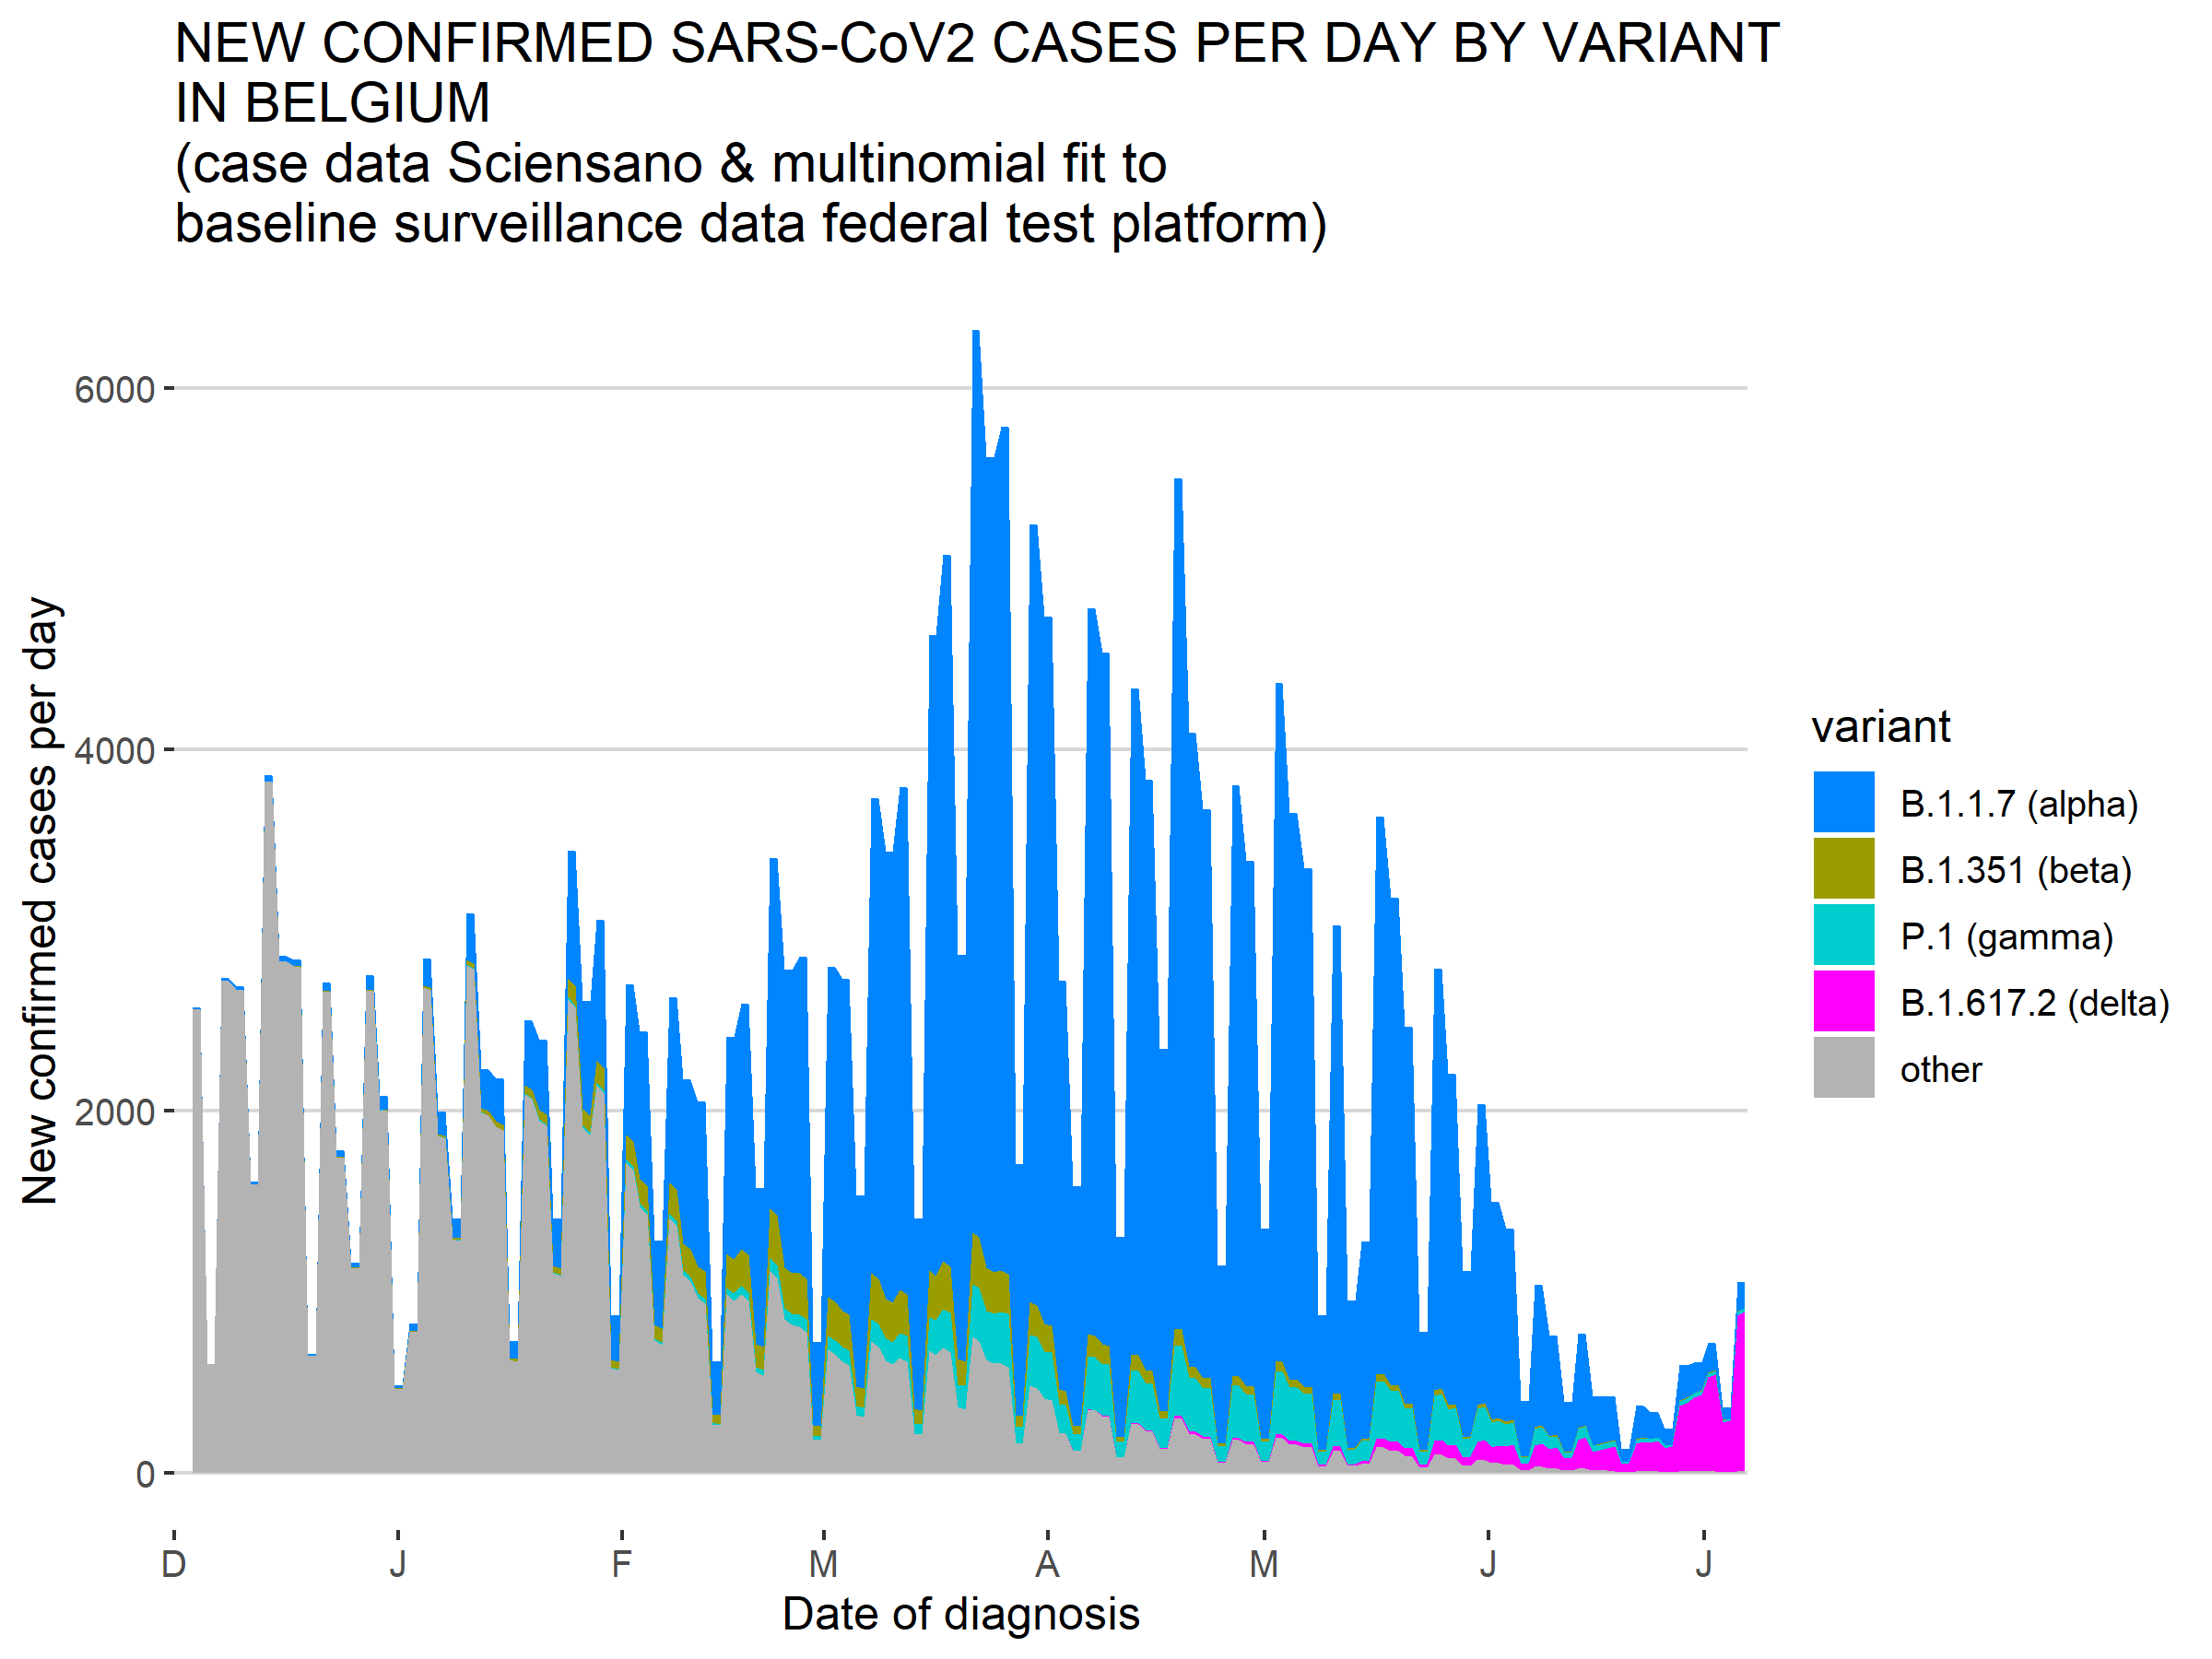 NEW CONFIRMED SARS-CoV2 CASES PER DAY BY VARIANT
IN BELGIUM
(case data Sciensano & multinomial fit to
baseline surveillance data federal test platform)
New confirmed cases per day
6000
4000
2000
0
D J F M A M J J
Date of diagnosis
variant
B.1.1.7 (alpha)
B.1.351 (beta)
P.1 (gamma)
B.1.617.2 (delta)
other